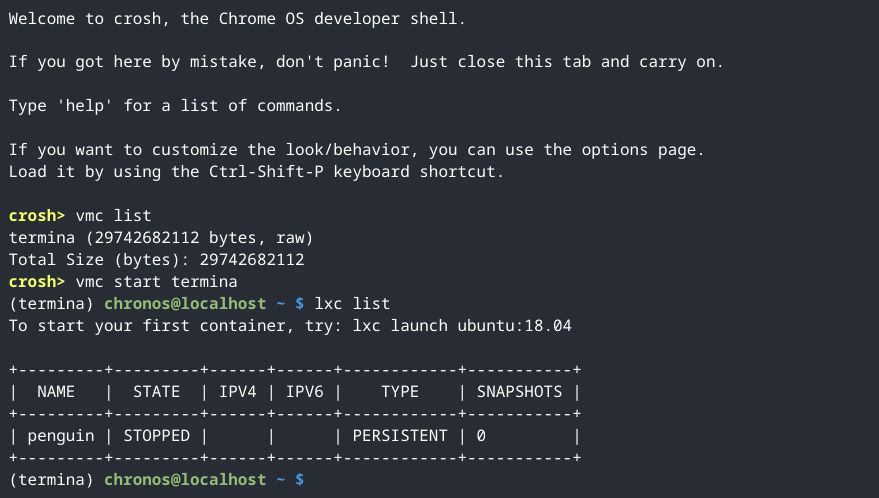 Welcome to crosh, the Chrome OS developer shell.
If you got here by mistake, don't panic!  Just close this tab and carry on.
Type 'help' for a list of commands.
If you want to customize the look/behavior, you can use the options page.
Load it by using the Ctrl-Shift-P keyboard shortcut.
crosh> vmc list
termina (29742682112 bytes, raw)
Total Size (bytes): 29742682112
crosh> vmc start termina
(termina) chronos@localhost ~ $ lxc list
To start your first container, try: lxc launch ubuntu:18.04
+---------+---------+------+------+------------+-----------+
|  NAME   |  STATE  | IPV4 | IPV6 |    TYPE    | SNAPSHOTS |
+---------+---------+------+------+------------+-----------+
| penguin | STOPPED |      |      | PERSISTENT | 0         |
+---------+---------+------+------+------------+-----------+
(termina) chronos@localhost ~ $